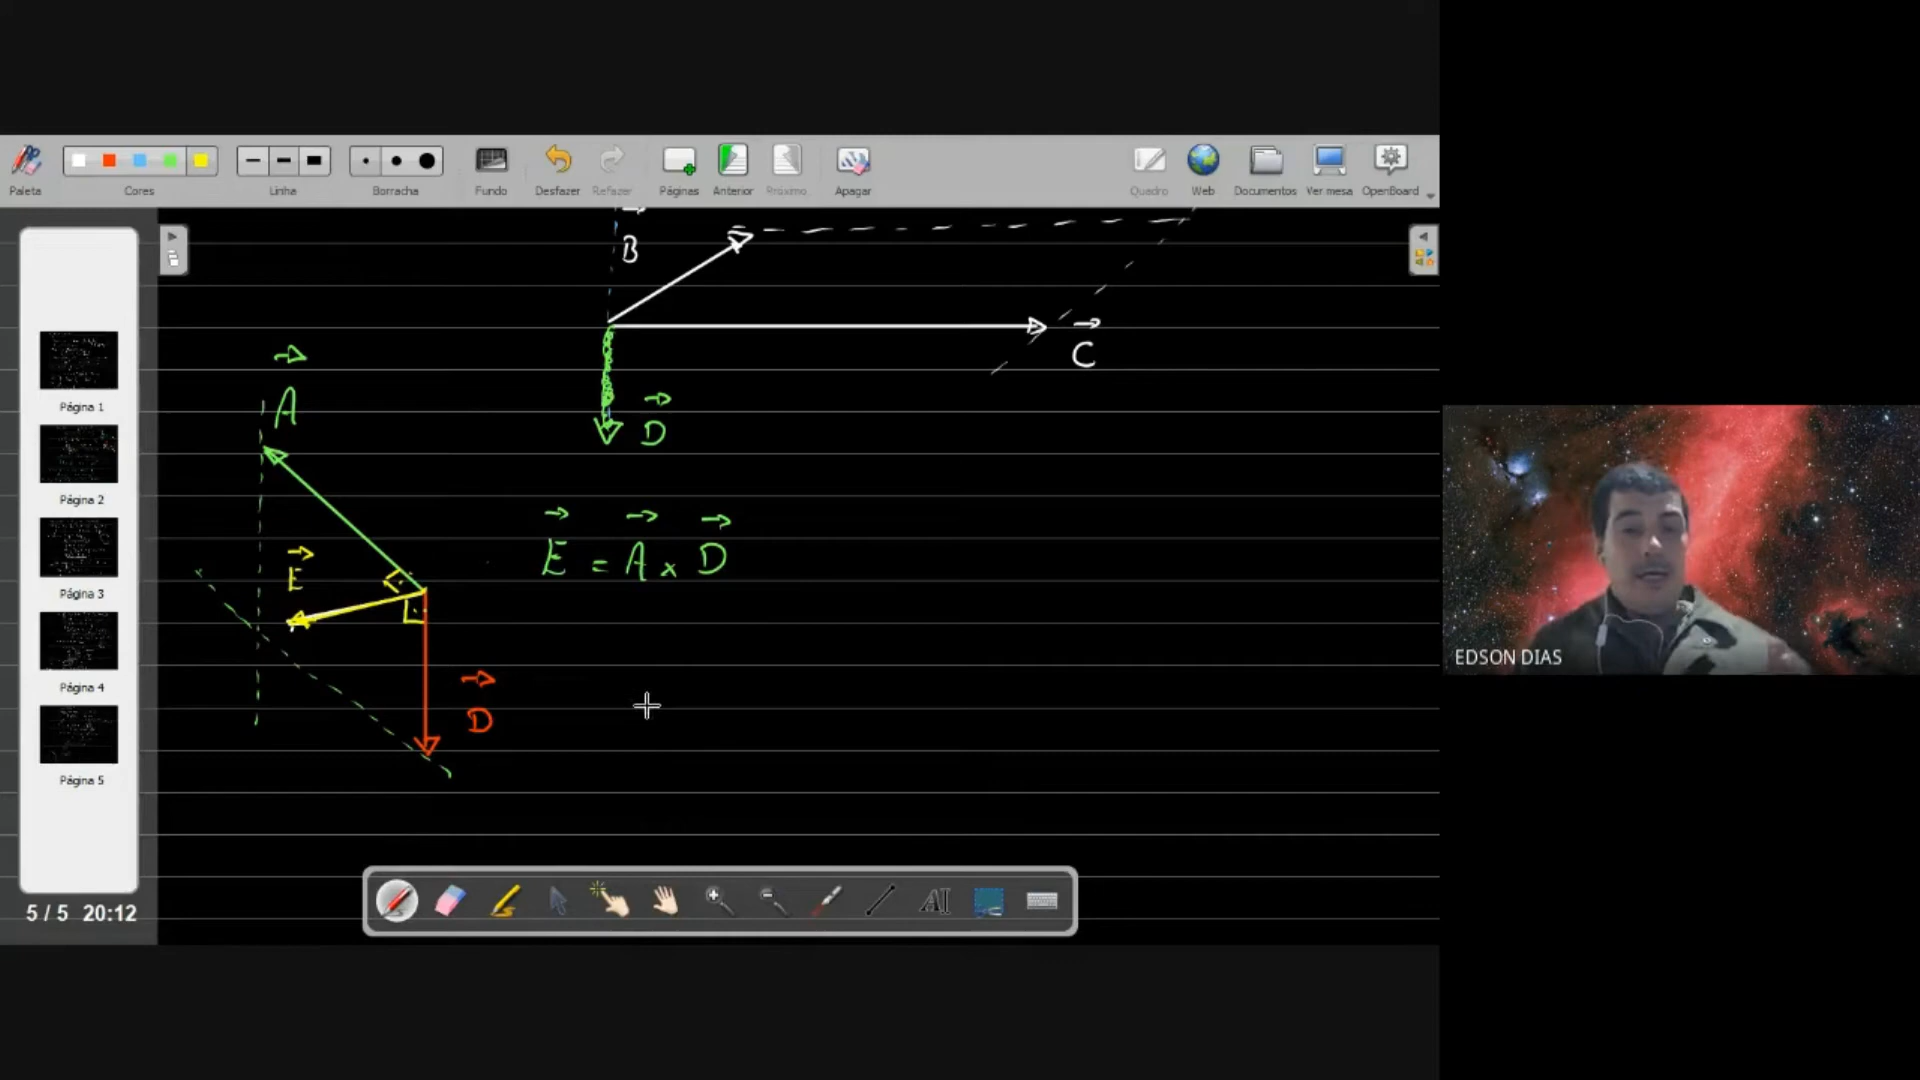 Paleta
Cores
Linha
Borracha
Fundo
Desfazer
Refazer
Páginas
Anterior
Próximo
Apagar
Quadro
Web
Documentos
Ver mesa
OpenBoard
B
C
D
A
E = A × D
E
D
Página 1
Página 2
Página 3
Página 4
Página 5
5 / 5 20:12
AI
EDSON DIAS